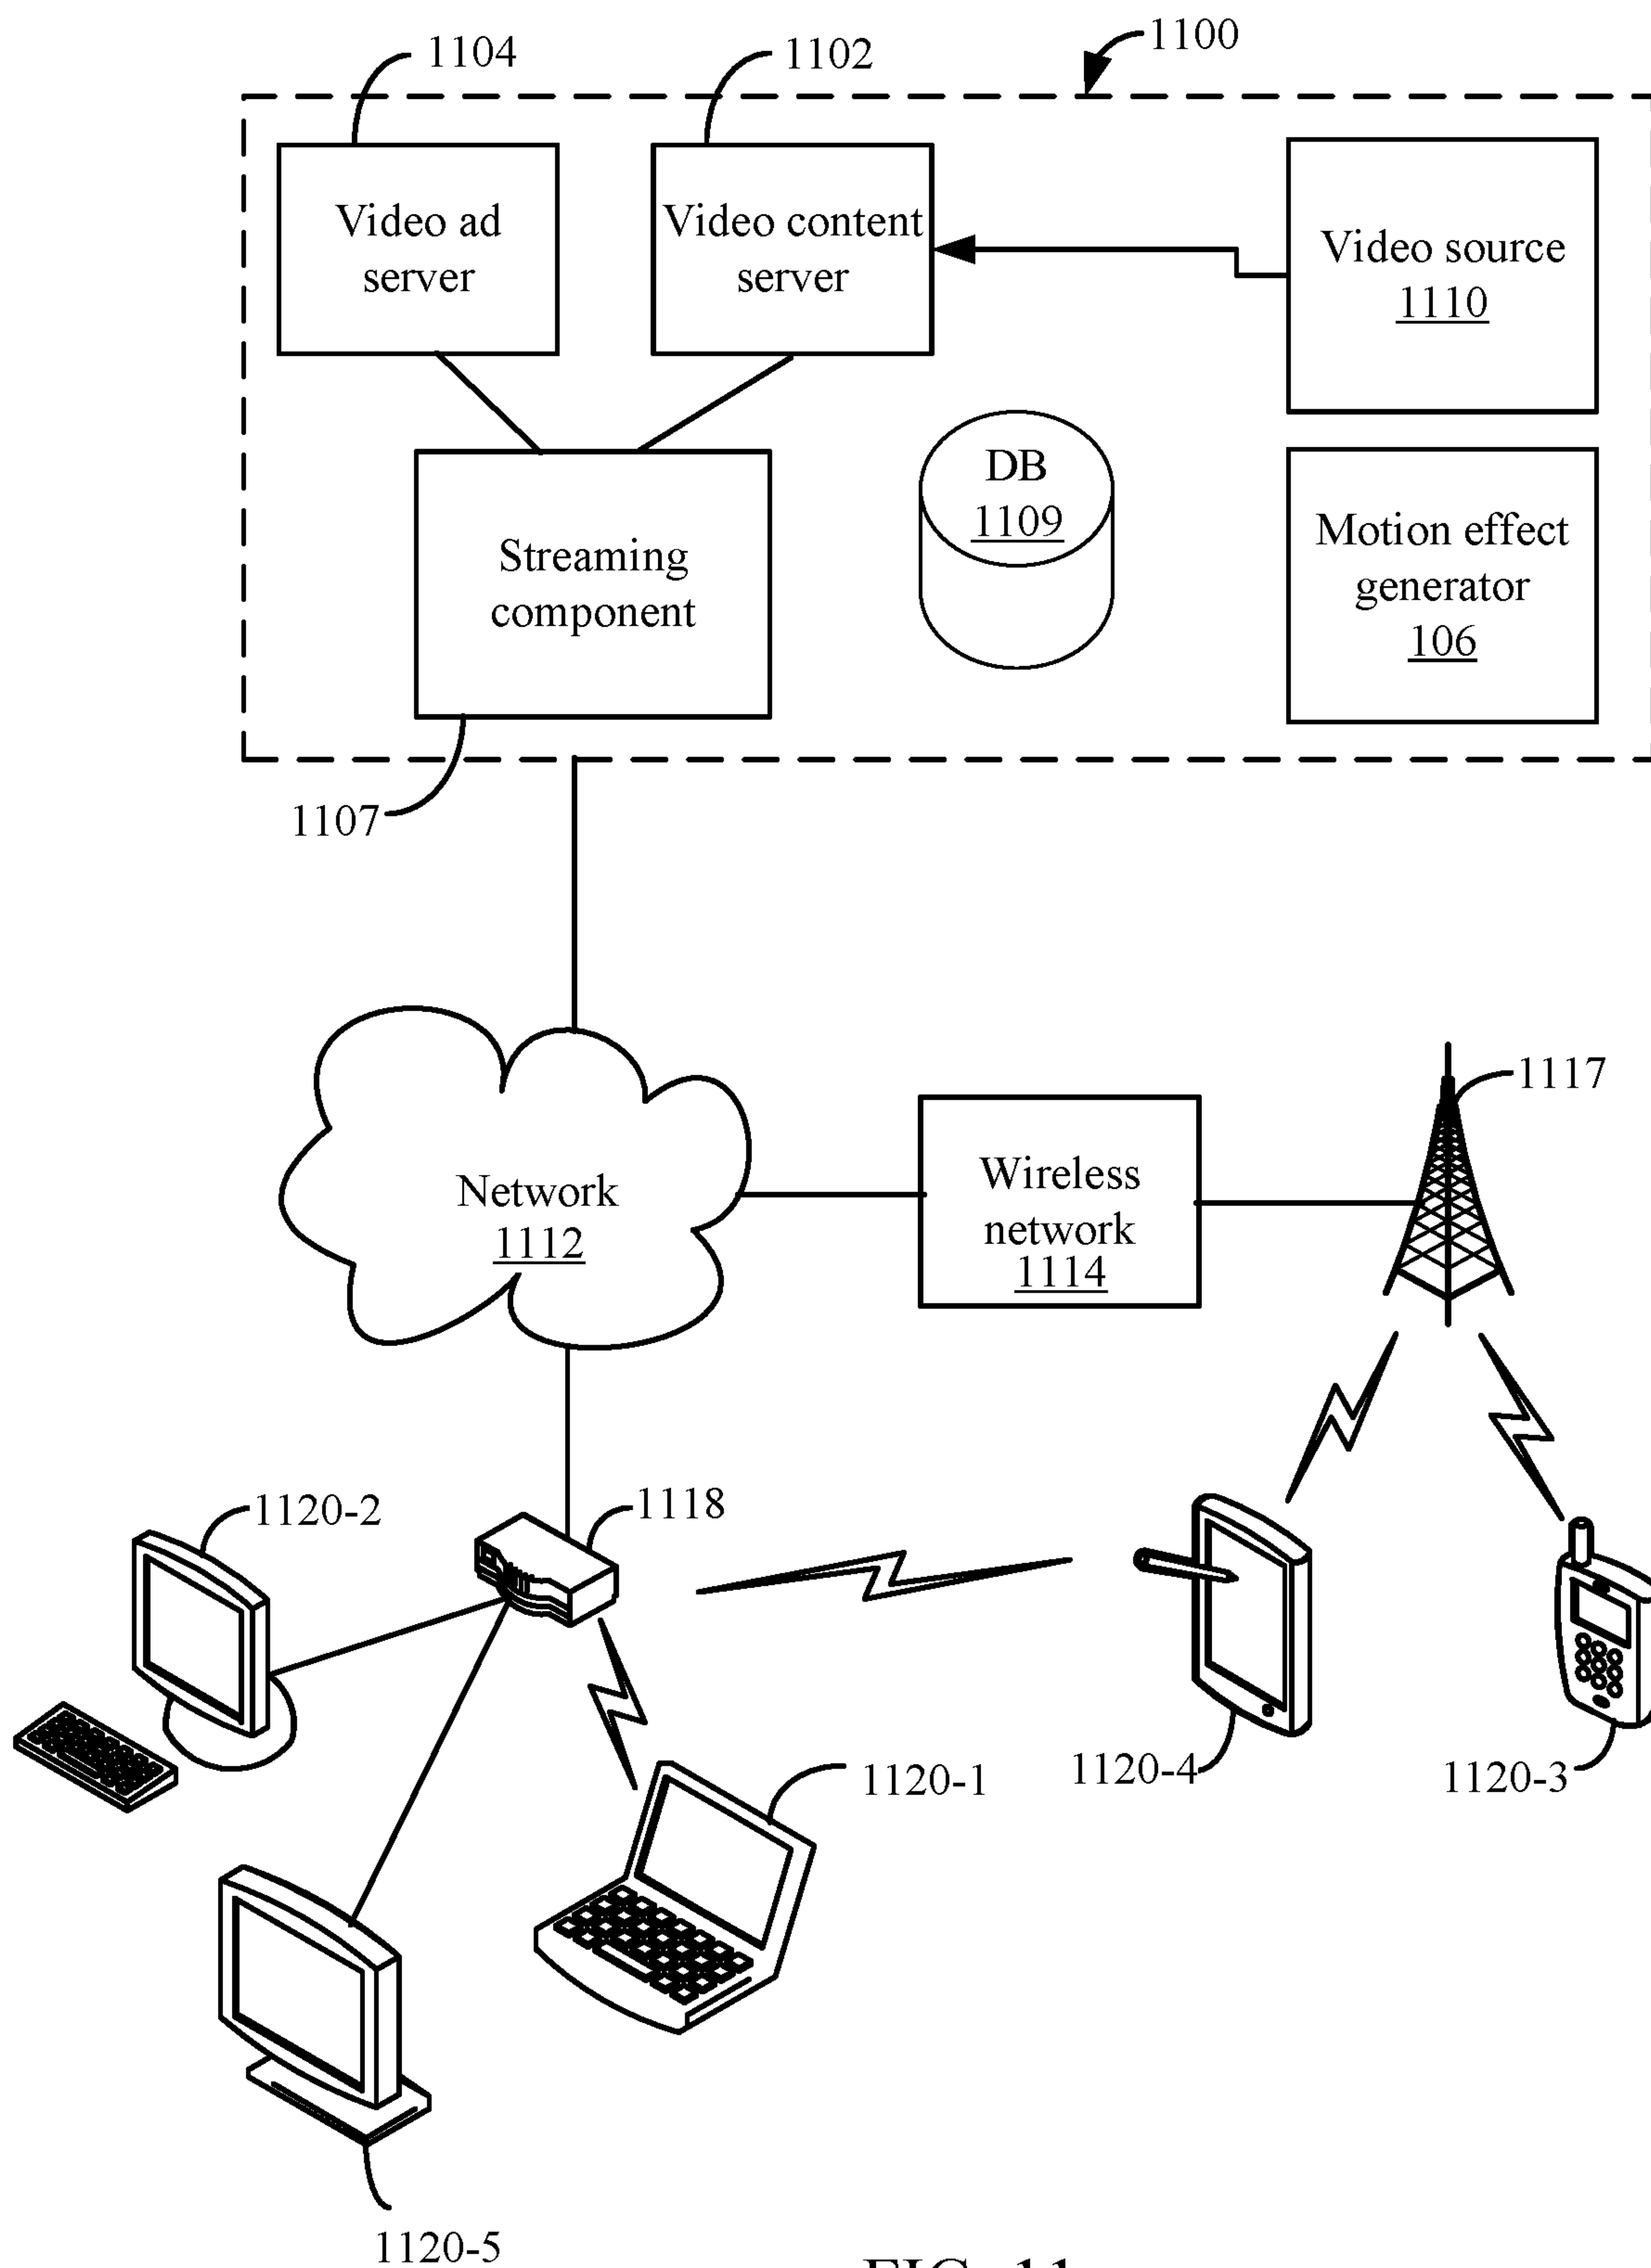 1100
1104
1102
Video ad
server
Video content
server
Video source
1110
DB
1109
Motion effect
generator
106
Streaming
component
1107
1117
Network
1112
Wireless
network
1114
1120-2
1118
1120-1
1120-4
1120-3
1120-5
FIG. 11